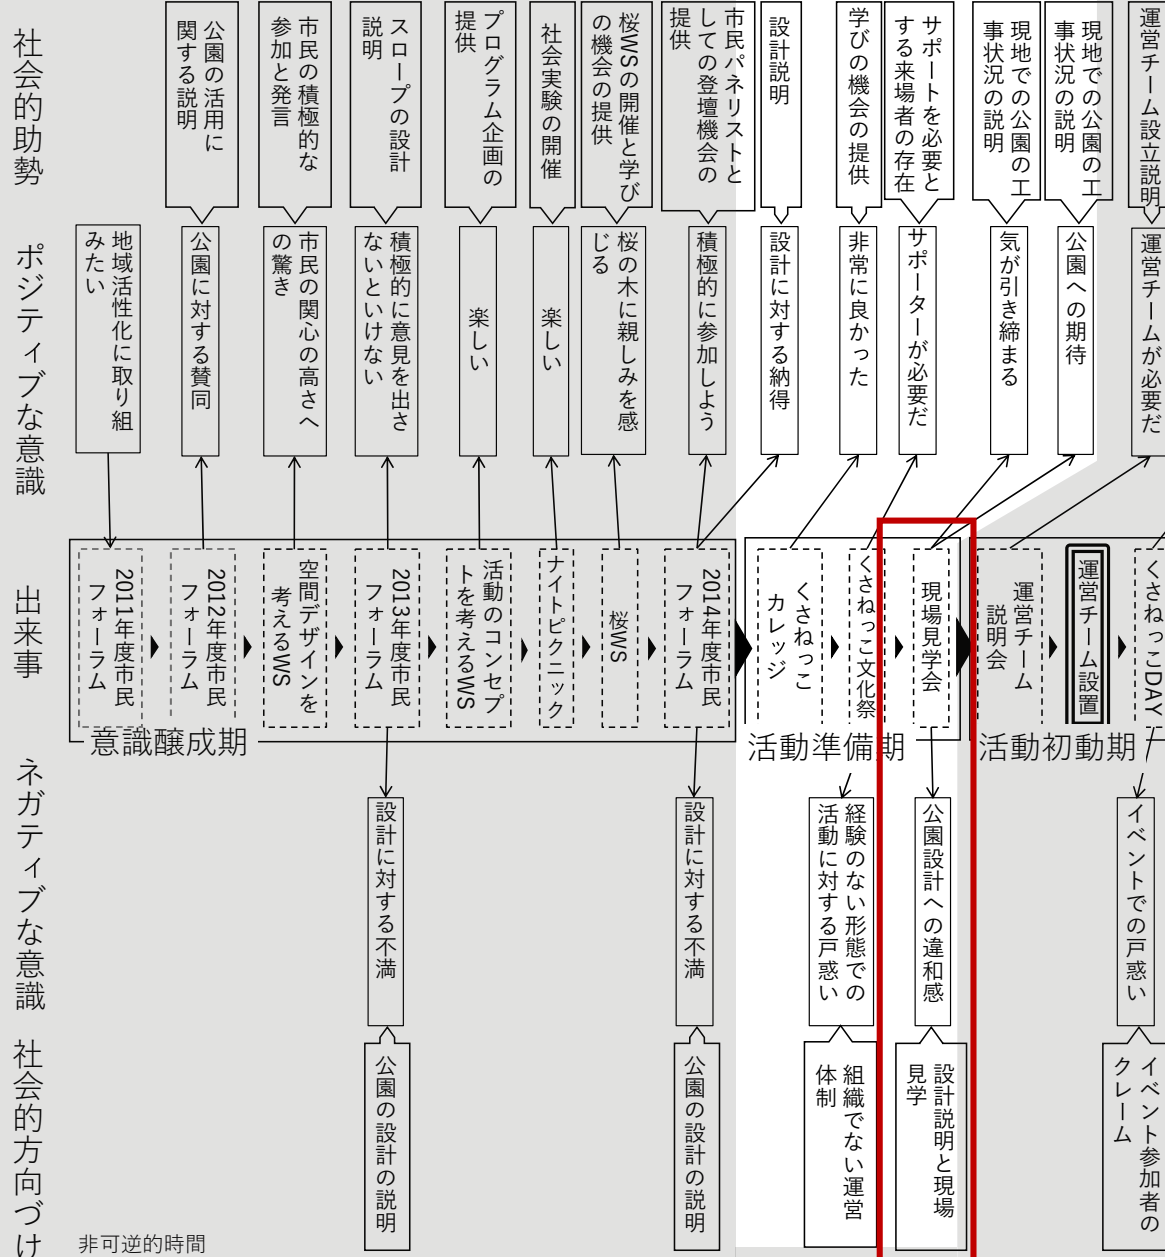 社会的助勢
公園の活用に
関する説明
市民の積極的な
参加と発言
スロープの設計
説明
プログラム企画の
提供
社会実験の開催
桜WSの開催と学び
の機会の提供
市民パネリストと
しての登壇機会の
提供
設計説明
学びの機会の提供
サポートを必要と
する来場者の存在
現地での公園の工
事状況の説明
現地での公園の工
事状況の説明
運営チーム設立説明
ポジティブな意識
地域活性化に取り組
みたい
公園に対する賛同
市民の関心の高さへ
の驚き
積極的に意見を出さ
ないといけない
楽しい
楽しい
桜の木に親しみを感
じる
積極的に参加しよう
設計に対する納得
非常に良かった
サポーターが必要だ
気が引き締まる
公園への期待
運営チームが必要だ
出来事
2011年度市民
フォーラム
2012年度市民
フォーラム
空間デザインを
考えるWS
2013年度市民
フォーラム
活動のコンセプ
トを考えるWS
ナイトピクニック
桜WS
2014年度市民
フォーラム
くさねっこ
カレッジ
くさねっこ文化祭
現場見学会
運営チーム
説明会
運営チーム設置
くさねっこDAY
意識醸成期
活動準備期
活動初動期
ネガティブな意識
設計に対する不満
設計に対する不満
経験のない形態での
活動に対する戸惑い
公園設計への違和感
イベントでの戸惑い
社会的方向づけ
公園の設計の説明
公園の設計の説明
組織でない運営
体制
設計説明と現場
見学
イベント参加者の
クレーム
非可逆的時間